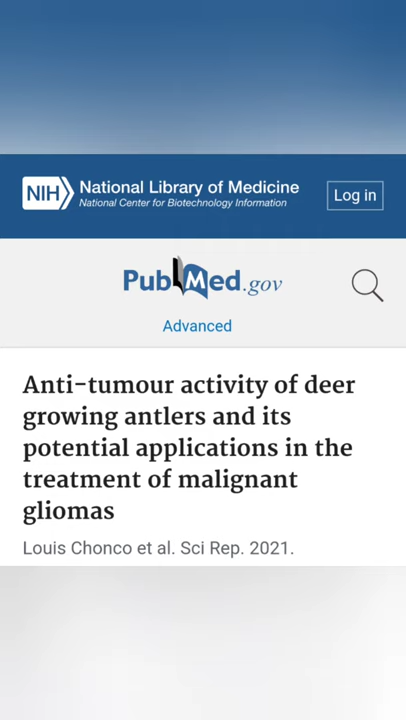 NIH
National Library of Medicine
National Center for Biotechnology Information
Log in
PubMed.gov
Advanced
Anti-tumour activity of deer
growing antlers and its
potential applications in the
treatment of malignant
gliomas
Louis Chonco et al. Sci Rep. 2021.